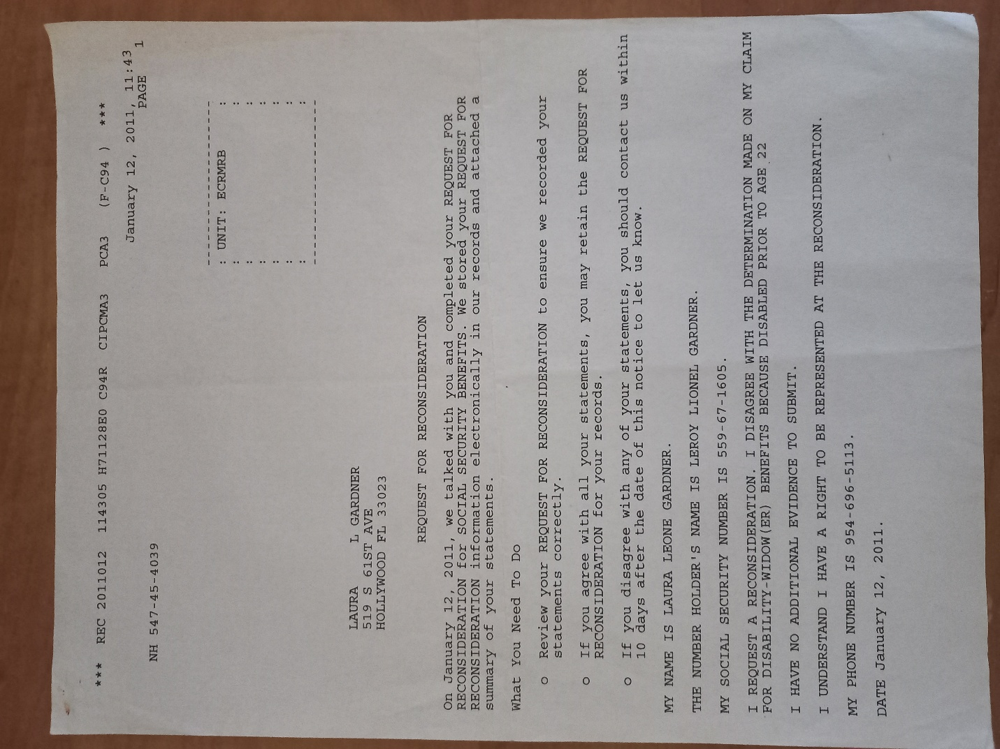 *** REC 2011012 114305 H71128E0 C94R CIPCMA3 PCA3 (F-C94 ) ***
January 12, 2011, 11:43
PAGE 1
NH 547-45-4039
-----------------------
: UNIT: ECRMRB :
: :
: :
: :
: :
: :
: :
-----------------------
LAURA L GARDNER
519 S 61ST AVE
HOLLYWOOD FL 33023
REQUEST FOR RECONSIDERATION
On January 12, 2011, we talked with you and completed your REQUEST FOR
RECONSIDERATION for SOCIAL SECURITY BENEFITS. We stored your REQUEST FOR
RECONSIDERATION information electronically in our records and attached a
summary of your statements.
What You Need To Do
o Review your REQUEST FOR RECONSIDERATION to ensure we recorded your
statements correctly.
o If you agree with all your statements, you may retain the REQUEST FOR
RECONSIDERATION for your records.
o If you disagree with any of your statements, you should contact us within
10 days after the date of this notice to let us know.
MY NAME IS LAURA LEONE GARDNER.
THE NUMBER HOLDER'S NAME IS LEROY LIONEL GARDNER.
MY SOCIAL SECURITY NUMBER IS 559-67-1605.
I REQUEST A RECONSIDERATION. I DISAGREE WITH THE DETERMINATION MADE ON MY CLAIM
FOR DISABILITY-WIDOW(ER) BENEFITS BECAUSE DISABLED PRIOR TO AGE 22
I HAVE NO ADDITIONAL EVIDENCE TO SUBMIT.
I UNDERSTAND I HAVE A RIGHT TO BE REPRESENTED AT THE RECONSIDERATION.
MY PHONE NUMBER IS 954-696-5113.
DATE January 12, 2011.